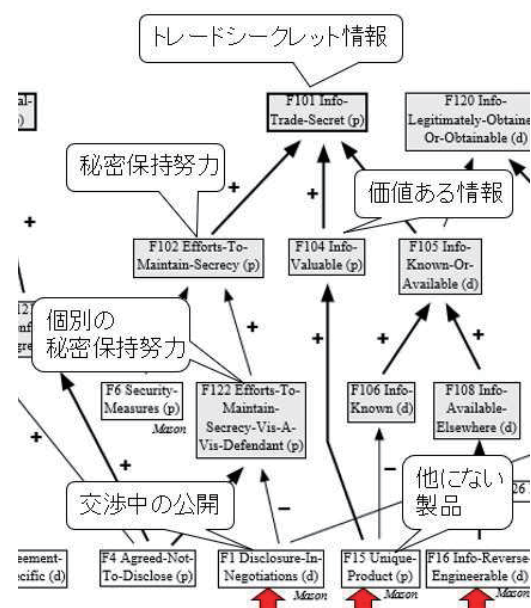 トレードシークレット情報
F101 Info-
Trade-Secret (p)
F120 Info-
Legitimately-Obtaine
Or-Obtainable (d)
秘密保持努力
+
+
価値ある情報
+
F102 Efforts-To-
Maintain-Secrecy (p)
F104 Info-
Valuable (p)
F105 Info-
Known-Or-
Available (d)
個別の
秘密保持努力
+
+
+
+
F6 Security-
Measures (p)
Mason
F122 Efforts-To-
Maintain-
Secrecy-Vis-A-
Vis-Defendant (p)
F106 Info-
Known (d)
F108 Info-
Available-
Elsewhere (d)
+
+
–
–
交渉中の公開
他にない
製品
F4 Agreed-Not-
To-Disclose (p)
F1 Disclosure-In-
Negotiations (d)
Mason
F15 Unique-
Product (p)
Mason
F16 Info-Reverse-
Engineerable (d)
Mason